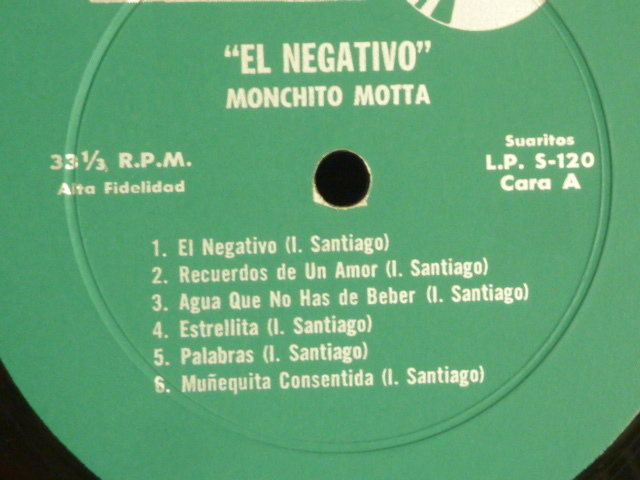 "EL NEGATIVO"
MONCHITO MOTTA
33 1/3 R.P.M.
Alta Fidelidad
Suaritos
L.P. S-120
Cara A
1. El Negativo (I. Santiago)
2. Recuerdos de Un Amor (I. Santiago)
3. Agua Que No Has de Beber (I. Santiago)
4. Estrellita (I. Santiago)
5. Palabras (I. Santiago)
6. Muñequita Consentida (I. Santiago)